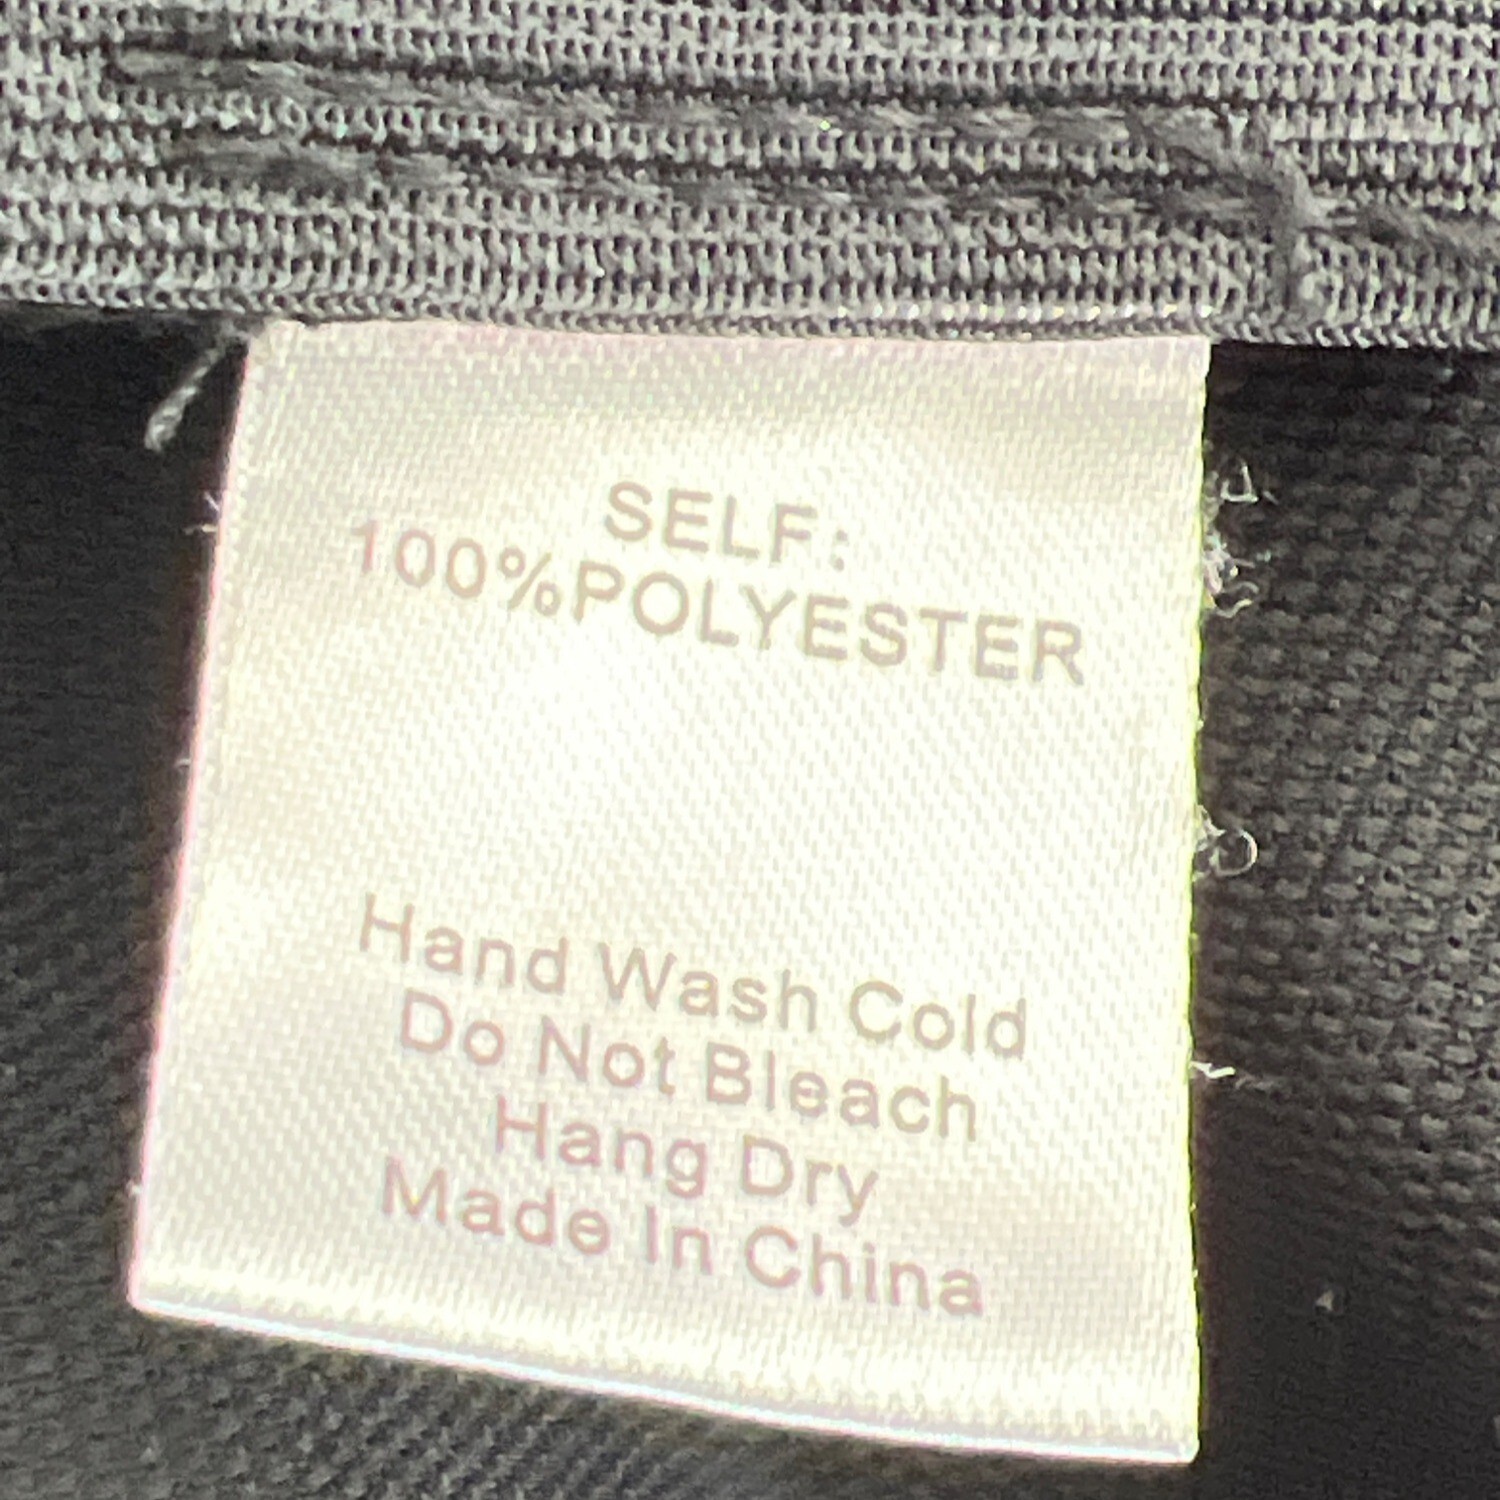 SELF:
100%POLYESTER
Hand Wash Cold
Do Not Bleach
Hang Dry
Made In China